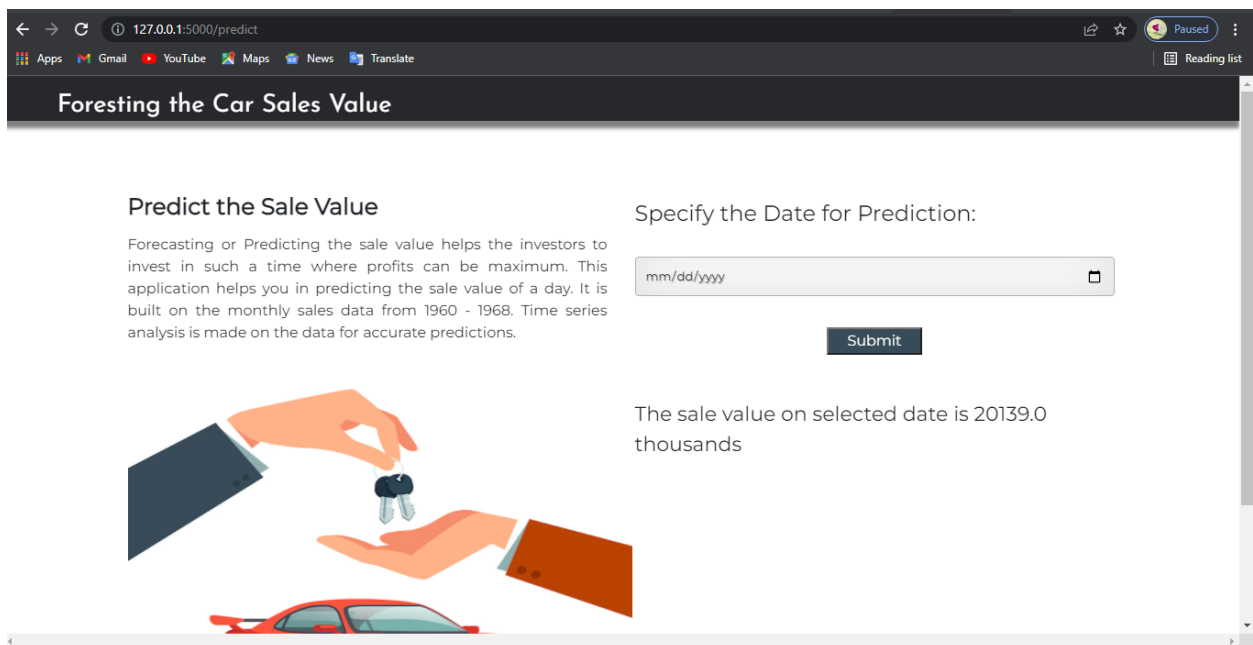 127.0.0.1:5000/predict
Paused
Apps Gmail YouTube Maps News Translate
Reading list
Foresting the Car Sales Value
Predict the Sale Value
Forecasting or Predicting the sale value helps the investors to
invest in such a time where profits can be maximum. This
application helps you in predicting the sale value of a day. It is
built on the monthly sales data from 1960 - 1968. Time series
analysis is made on the data for accurate predictions.
Specify the Date for Prediction:
mm/dd/yyyy
Submit
The sale value on selected date is 20139.0
thousands